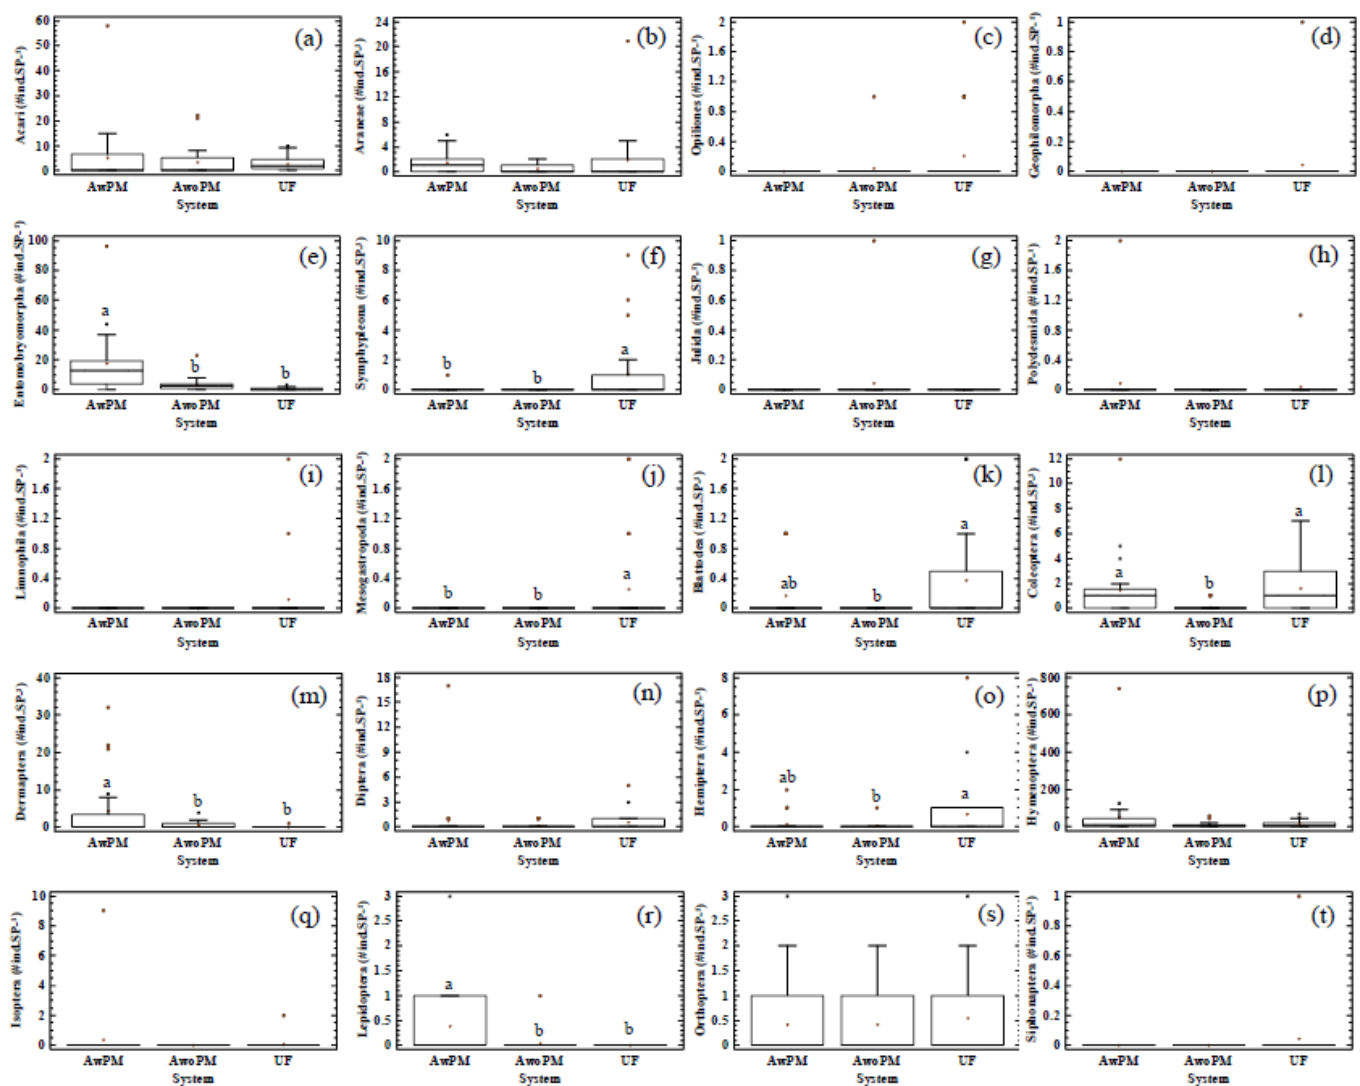 (a) (b) (c) (d)
Acari (#ind.SP-¹) 60 50 40 30 20 10 0
Araneae (#ind.SP-¹) 24 20 16 12 8 4 0
Opiliones (#ind.SP-¹) 2 1.6 1.2 0.8 0.4 0
Geophilomorpha (#ind.SP-¹) 1 0.8 0.6 0.4 0.2 0
AwPM AwoPM UF AwPM AwoPM UF AwPM AwoPM UF AwPM AwoPM UF
System System System System
(e) (f) (g) (h)
Entomobryomorpha (#ind.SP-¹) 100 80 60 40 20 0
a b b
Symphypleona (#ind.SP-¹) 10 8 6 4 2 0
b b a
Julida (#ind.SP-¹) 1 0.8 0.6 0.4 0.2 0
Polydesmida (#ind.SP-¹) 2 1.6 1.2 0.8 0.4 0
AwPM AwoPM UF AwPM AwoPM UF AwPM AwoPM UF AwPM AwoPM UF
System System System System
(i) (j) (k) (l)
Limnophila (#ind.SP-¹) 2 1.6 1.2 0.8 0.4 0
Mesogastropoda (#ind.SP-¹) 2 1.6 1.2 0.8 0.4 0
b b a
Blattodea (#ind.SP-¹) 2 1.6 1.2 0.8 0.4 0
ab b a
Coleoptera (#ind.SP-¹) 12 10 8 6 4 2 0
a b a
AwPM AwoPM UF AwPM AwoPM UF AwPM AwoPM UF AwPM AwoPM UF
System System System System
(m) (n) (o) (p)
Dermaptera (#ind.SP-¹) 40 30 20 10 0
a b b
Diptera (#ind.SP-¹) 18 15 12 9 6 3 0
Hemiptera (#ind.SP-¹) 8 6 4 2 0
ab b a
Hymenoptera (#ind.SP-¹) 800 600 400 200 0
AwPM AwoPM UF AwPM AwoPM UF AwPM AwoPM UF AwPM AwoPM UF
System System System System
(q) (r) (s) (t)
Isoptera (#ind.SP-¹) 10 8 6 4 2 0
Lepidoptera (#ind.SP-¹) 3 2.5 2 1.5 1 0.5 0
a b b
Orthoptera (#ind.SP-¹) 3 2.5 2 1.5 1 0.5 0
Siphonaptera (#ind.SP-¹) 1 0.8 0.6 0.4 0.2 0
AwPM AwoPM UF AwPM AwoPM UF AwPM AwoPM UF AwPM AwoPM UF
System System System System